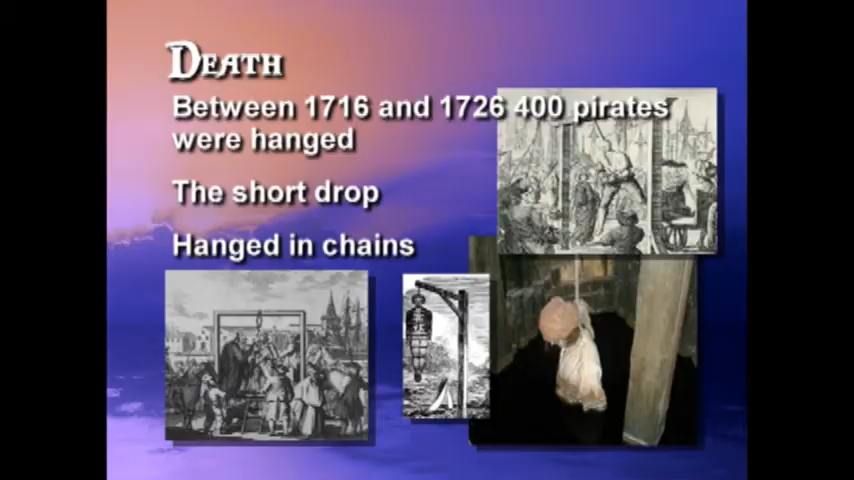 DEATH
Between 1716 and 1726 400 pirates
were hanged
The short drop
Hanged in chains